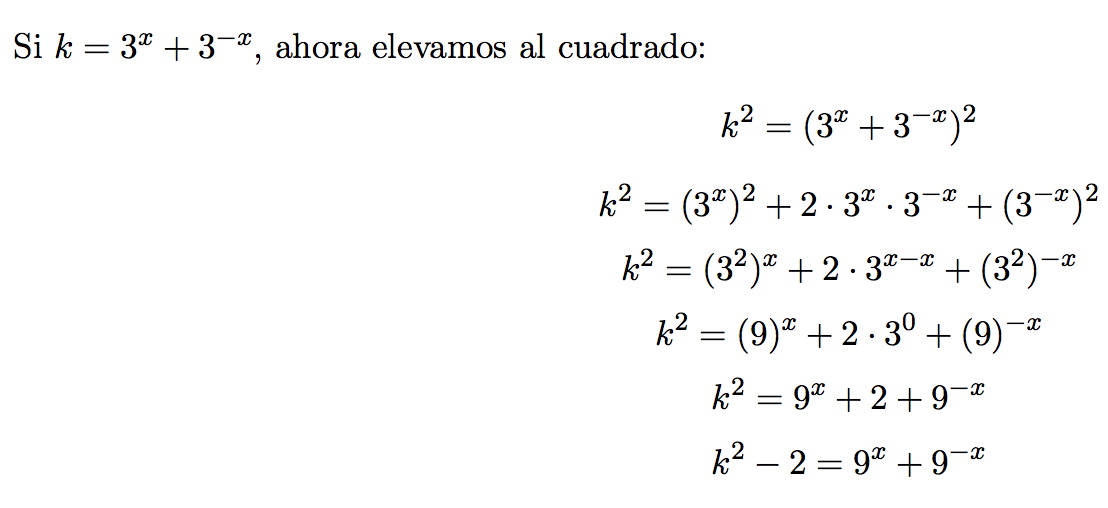 Si $k = 3^x + 3^{-x}$, ahora elevamos al cuadrado:
$k^2 = (3^x + 3^{-x})^2$
$k^2 = (3^x)^2 + 2 \cdot 3^x \cdot 3^{-x} + (3^{-x})^2$
$k^2 = (3^2)^x + 2 \cdot 3^{x-x} + (3^2)^{-x}$
$k^2 = (9)^x + 2 \cdot 3^0 + (9)^{-x}$
$k^2 = 9^x + 2 + 9^{-x}$
$k^2 - 2 = 9^x + 9^{-x}$